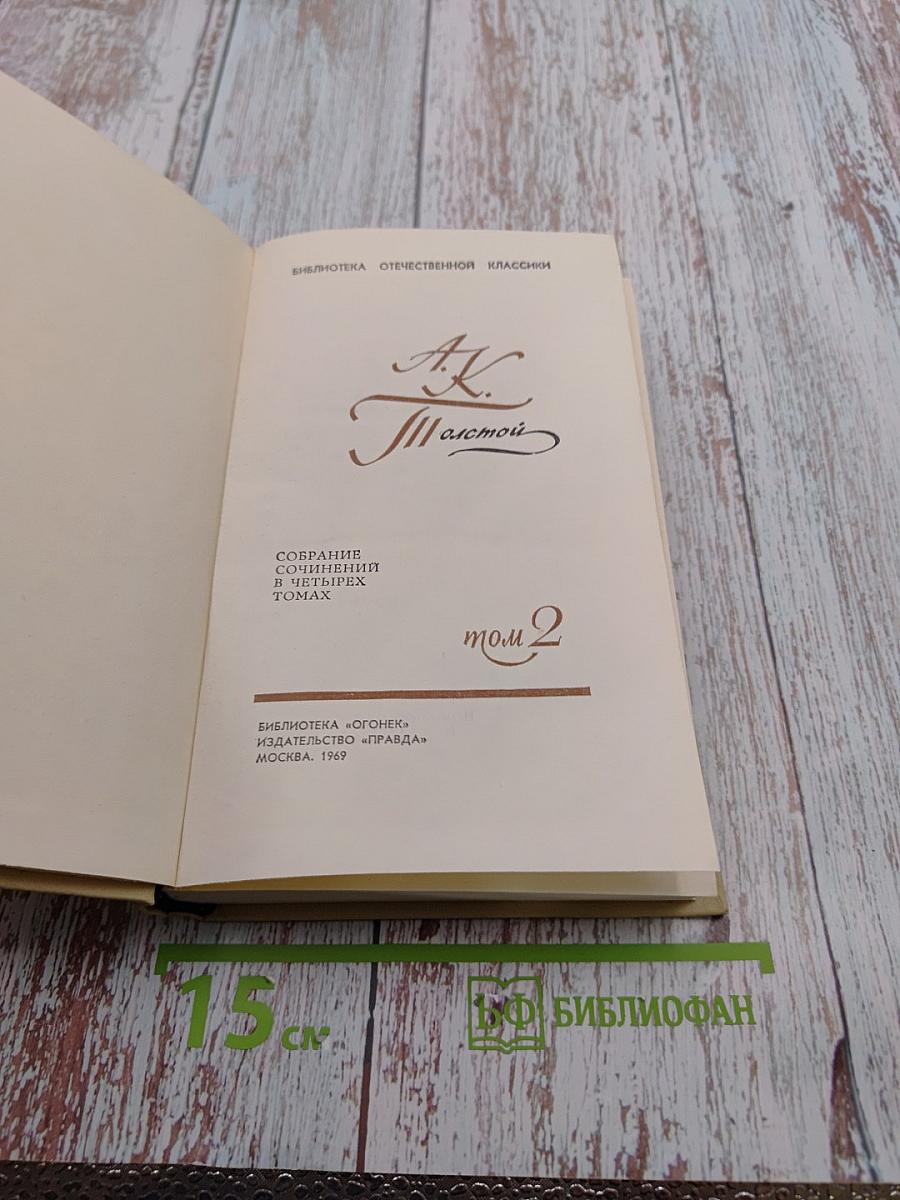 БИБЛИОТЕКА ОТЕЧЕСТВЕННОЙ КЛАССИКИ
А.К.
Толстой
СОБРАНИЕ
СОЧИНЕНИЙ
В ЧЕТЫРЕХ
ТОМАХ
том 2
БИБЛИОТЕКА «ОГОНЕК»
ИЗДАТЕЛЬСТВО «ПРАВДА»
МОСКВА. 1969
15 см
БФ БИБЛИОФАН